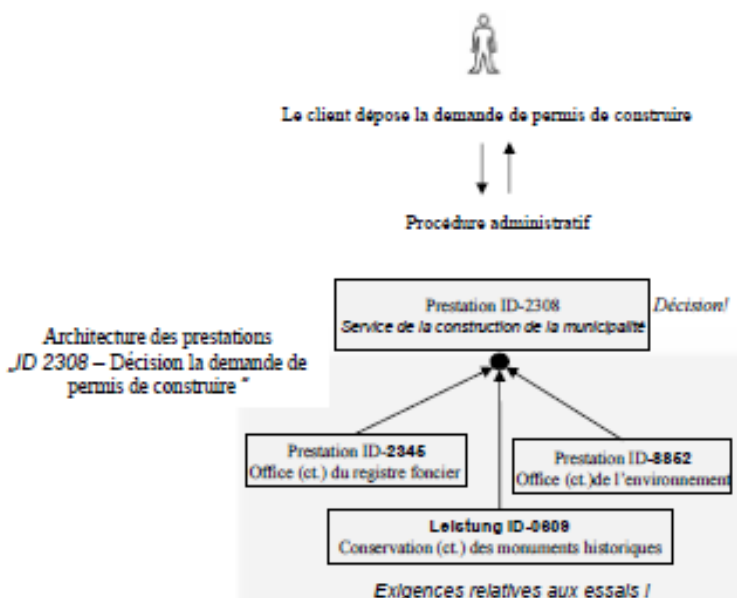 Le client dépose la demande de permis de construire
Procédure administratif
Prestation ID-2308
Service de la construction de la municipalité
Décision!
Architecture des prestations
„JD 2308 – Décision la demande de
permis de construire ”
Prestation ID-2345
Office (ct.) du registre foncier
Prestation ID-8852
Office (ct.)de l'environnement
Leistung ID-0609
Conservation (ct.) des monuments historiques
Exigences relatives aux essais !